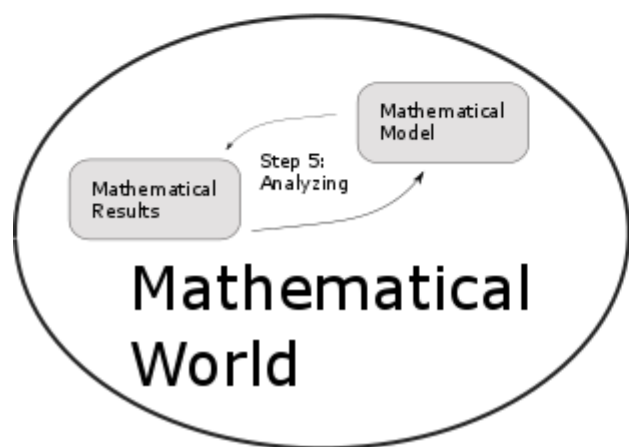 Mathematical
Model
Step 5:
Analyzing
Mathematical
Results
Mathematical
World